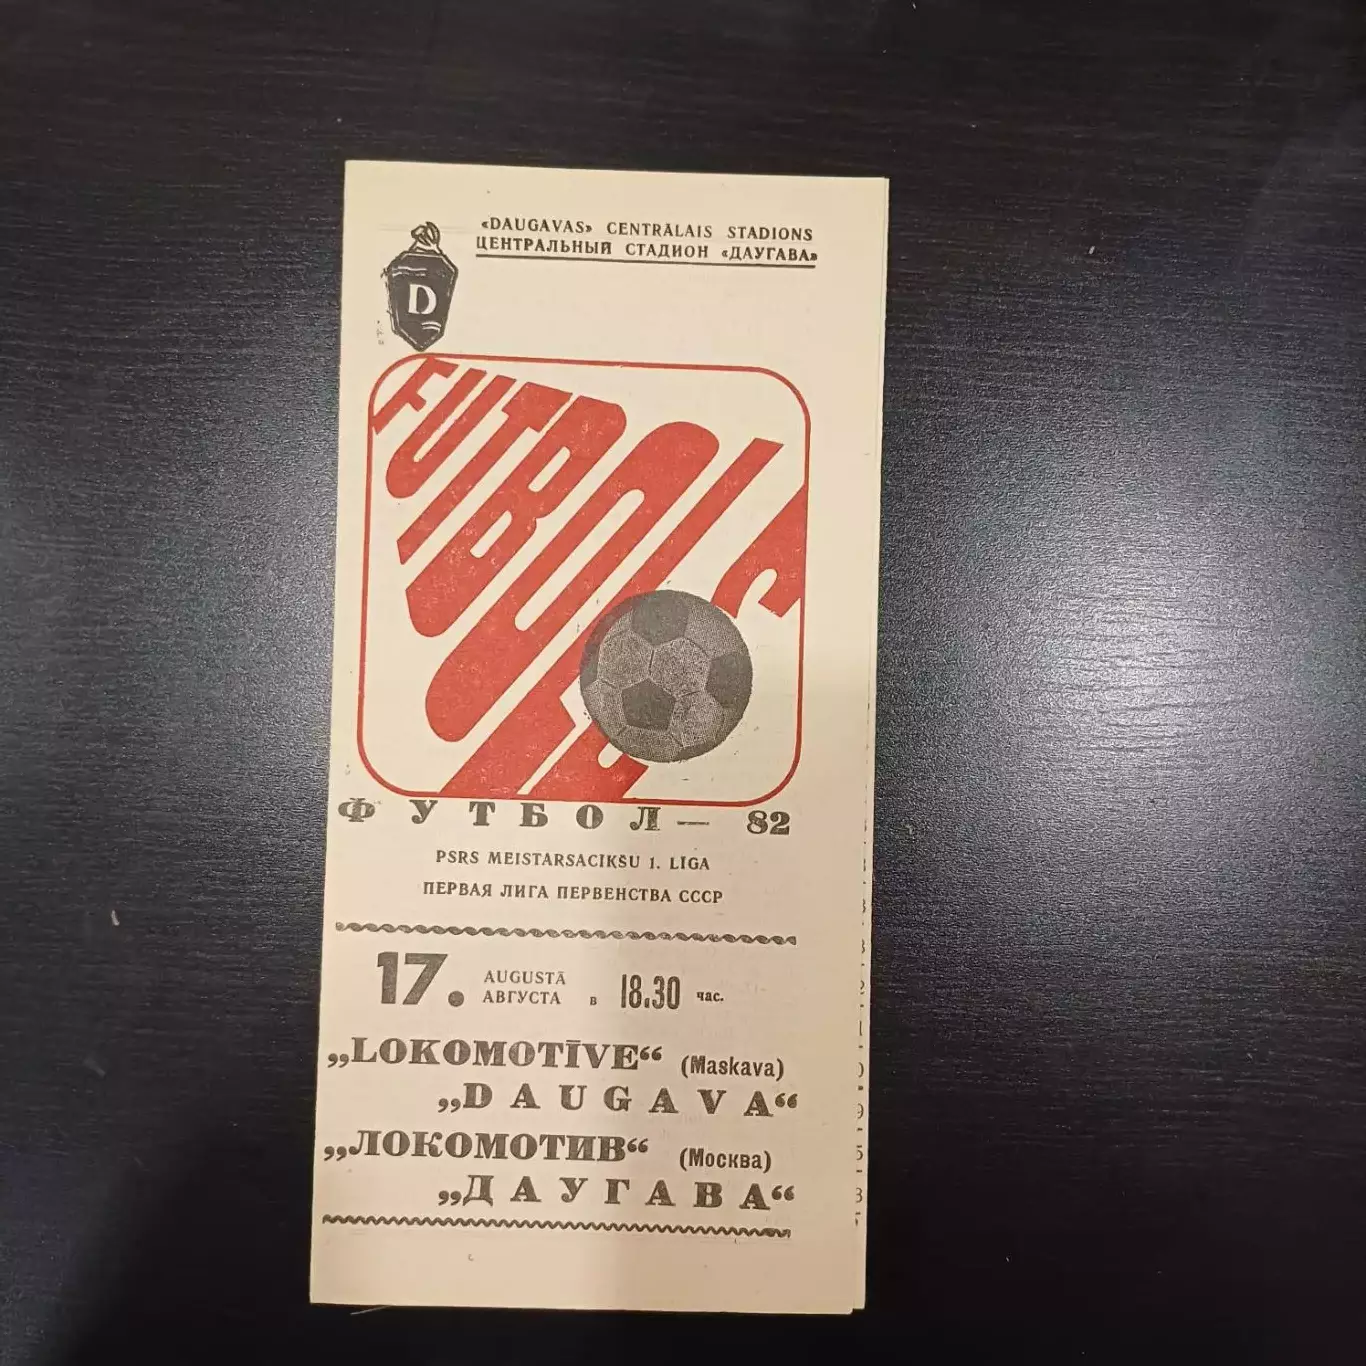 «DAUGAVAS» CENTRĀLAIS STADIONS
ЦЕНТРАЛЬНЫЙ СТАДИОН «ДАУГАВА»
D
FUTBOLS
ФУТБОЛ — 82
PSRS MEISTARSACIKŠU 1. LĪGA
ПЕРВАЯ ЛИГА ПЕРВЕНСТВА СССР
17. AUGUSTĀ
АВГУСТА в 18.30 час.
„LOKOMOTĪVE“ (Maskava)
„DAUGAVA“
„ЛОКОМОТИВ“ (Москва)
„ДАУГАВА“